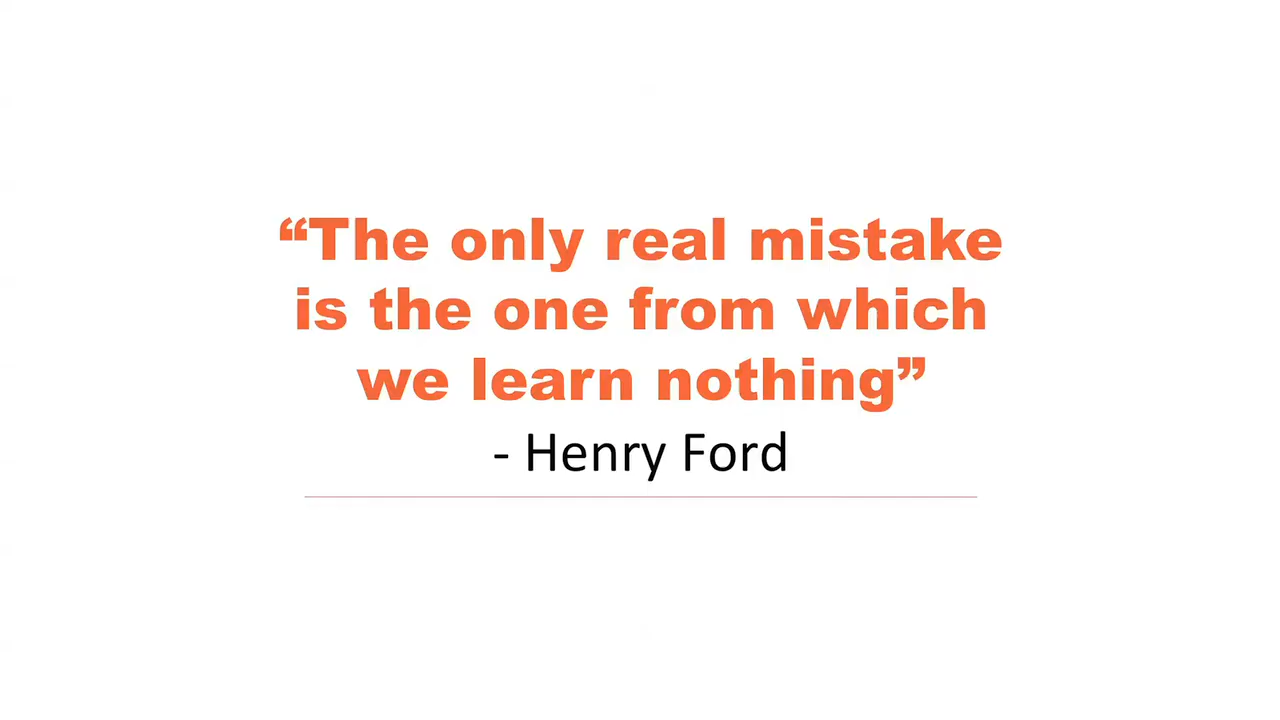 “The only real mistake
is the one from which
we learn nothing”
- Henry Ford